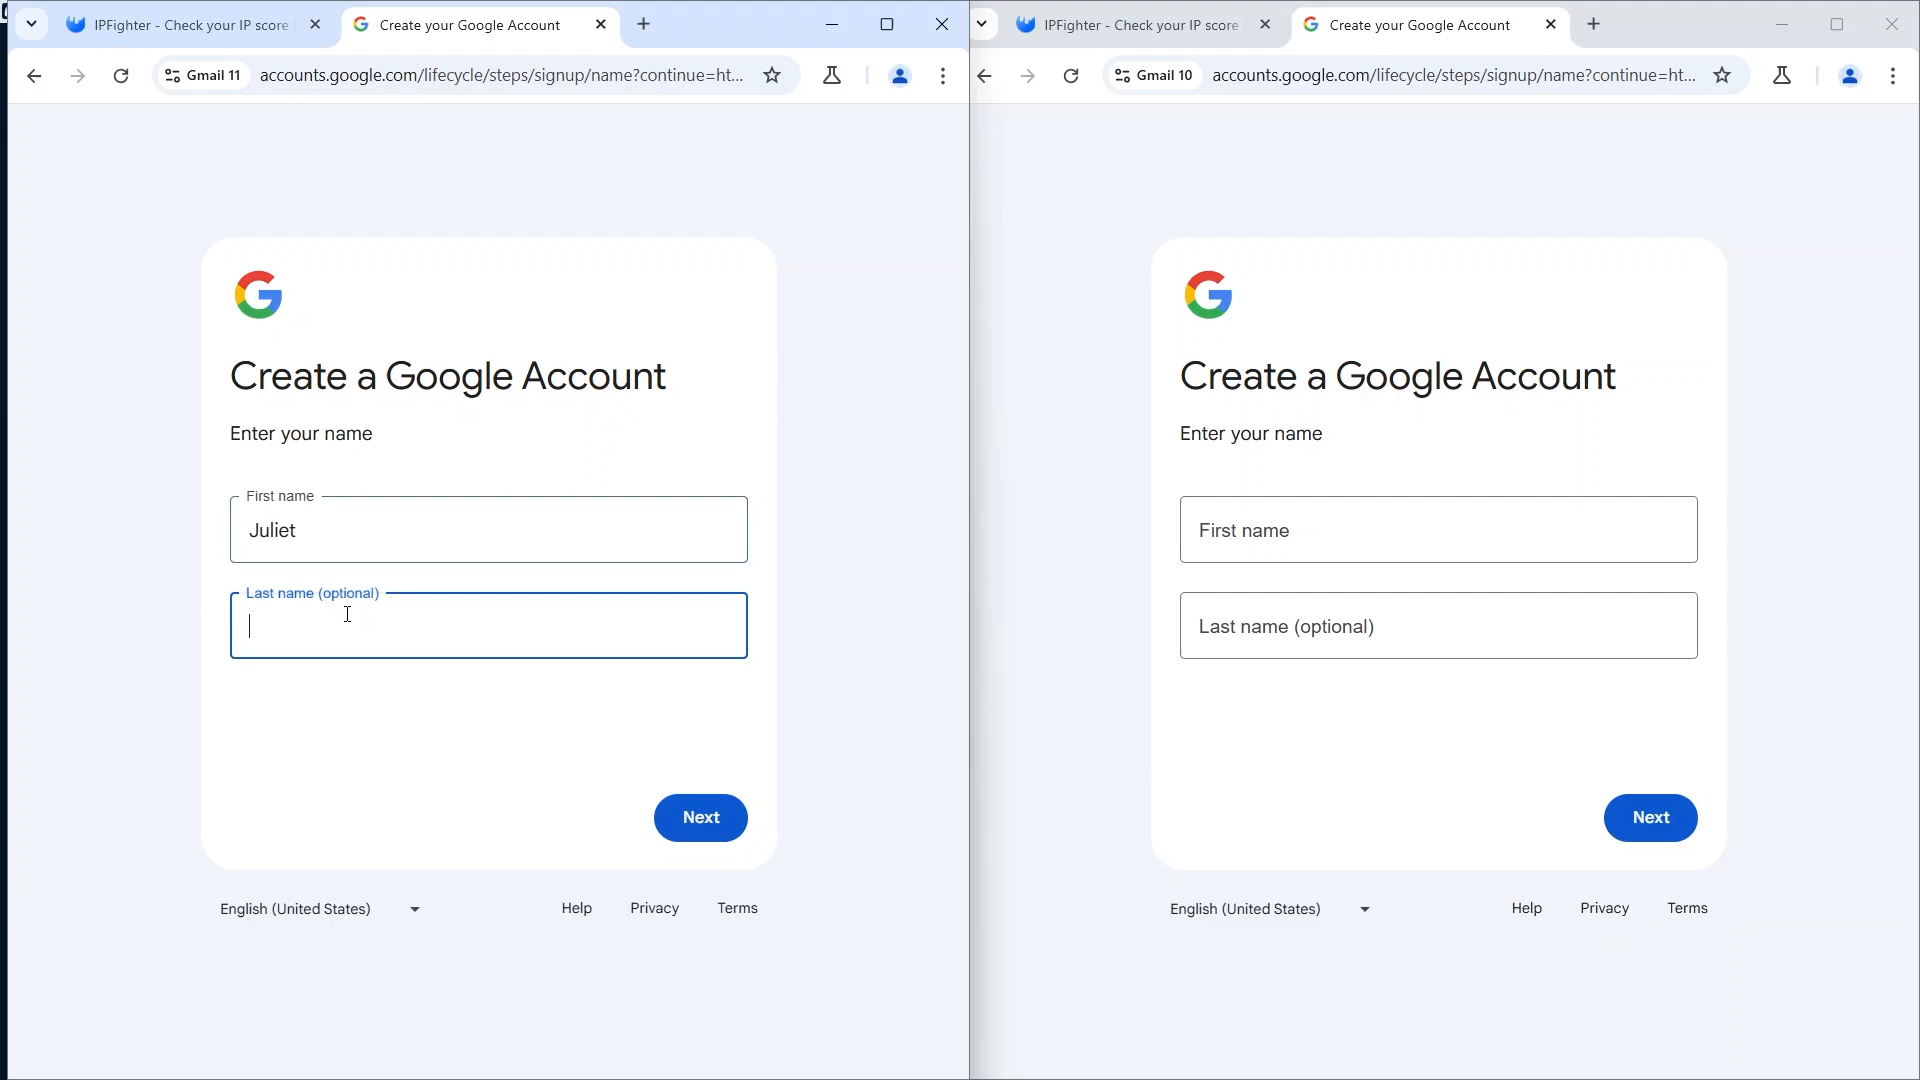 IPFighter - Check your IP score
Create your Google Account
Gmail 11
accounts.google.com/lifecycle/steps/signup/name?continue=ht...
Create a Google Account
Enter your name
First name
Juliet
Last name (optional)
Next
English (United States)
Help
Privacy
Terms
IPFighter - Check your IP score
Create your Google Account
Gmail 10
accounts.google.com/lifecycle/steps/signup/name?continue=ht...
Create a Google Account
Enter your name
First name
Last name (optional)
Next
English (United States)
Help
Privacy
Terms